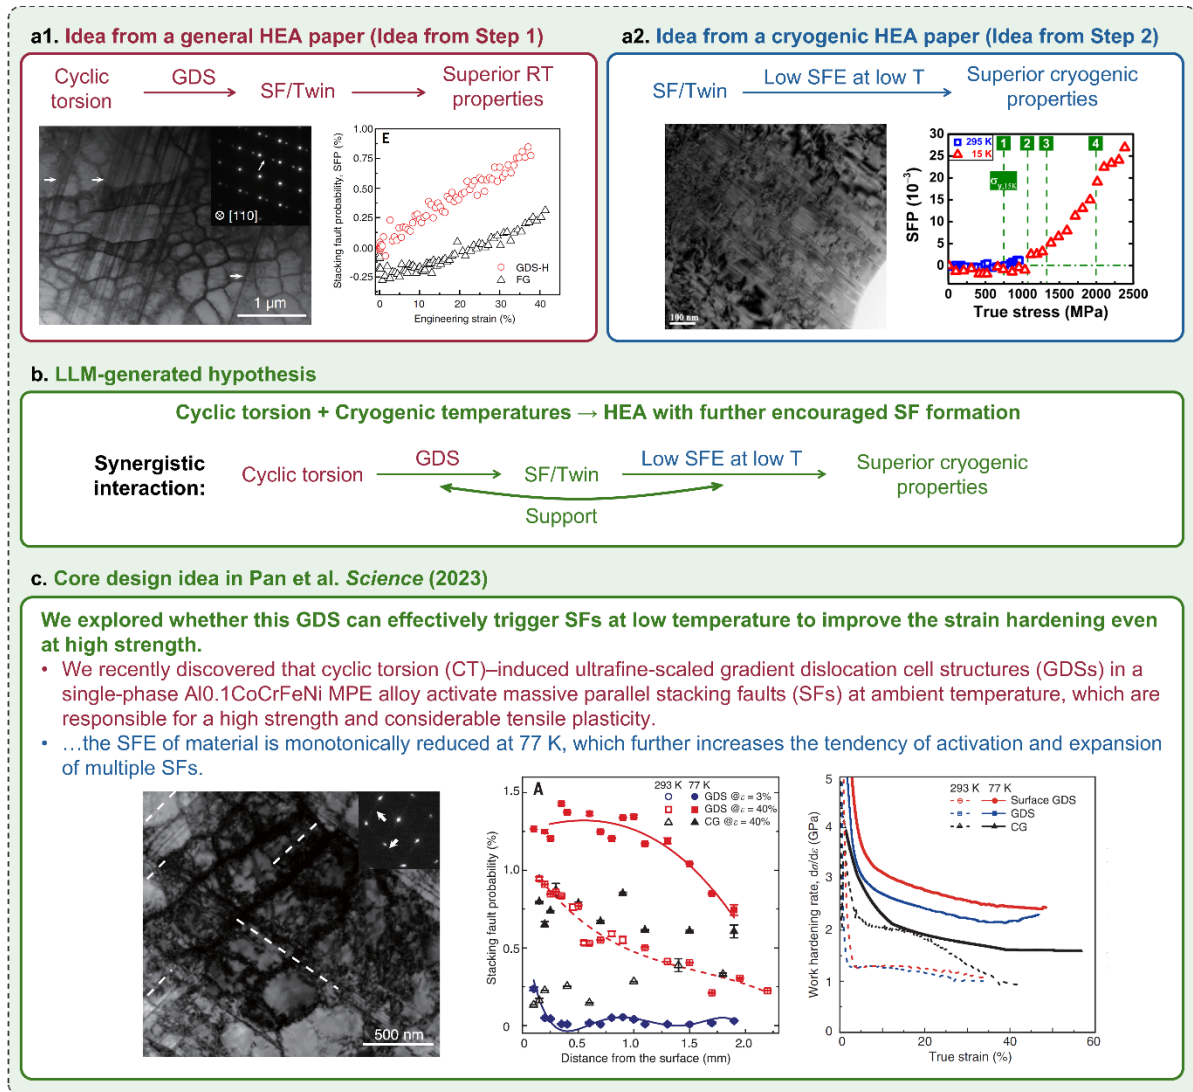 a1. Idea from a general HEA paper (Idea from Step 1)
Cyclic torsion
GDS
SF/Twin
Superior RT properties
⊗ [110]
1 µm
E
Stacking fault probability, SFP (%)
1.00
0.75
0.50
0.25
0.00
-0.25
GDS-H
FG
0 10 20 30 40
Engineering strain (%)
a2. Idea from a cryogenic HEA paper (Idea from Step 2)
SF/Twin
Low SFE at low T
Superior cryogenic properties
100 nm
SFP (10⁻³)
30
25
20
15
10
5
0
295 K
15 K
1 2 3 4
σy,15K
0 500 1000 1500 2000 2500
True stress (MPa)
b. LLM-generated hypothesis
Cyclic torsion + Cryogenic temperatures → HEA with further encouraged SF formation
Synergistic interaction:
Cyclic torsion
GDS
SF/Twin
Low SFE at low T
Superior cryogenic properties
Support
c. Core design idea in Pan et al. Science (2023)
We explored whether this GDS can effectively trigger SFs at low temperature to improve the strain hardening even
at high strength.
• We recently discovered that cyclic torsion (CT)–induced ultrafine-scaled gradient dislocation cell structures (GDSs) in a
single-phase Al0.1CoCrFeNi MPE alloy activate massive parallel stacking faults (SFs) at ambient temperature, which are
responsible for a high strength and considerable tensile plasticity.
• …the SFE of material is monotonically reduced at 77 K, which further increases the tendency of activation and expansion
of multiple SFs.
500 nm
A
Stacking fault probability (%)
1.5
1.0
0.5
0
293 K 77 K
GDS @ε = 3%
GDS @ε = 40%
CG @ε = 40%
0 0.5 1.0 1.5 2.0
Distance from the surface (mm)
Work hardening rate, dσ/dε (GPa)
5
4
3
2
1
0
293 K 77 K
Surface GDS
GDS
CG
0 20 40 60
True strain (%)